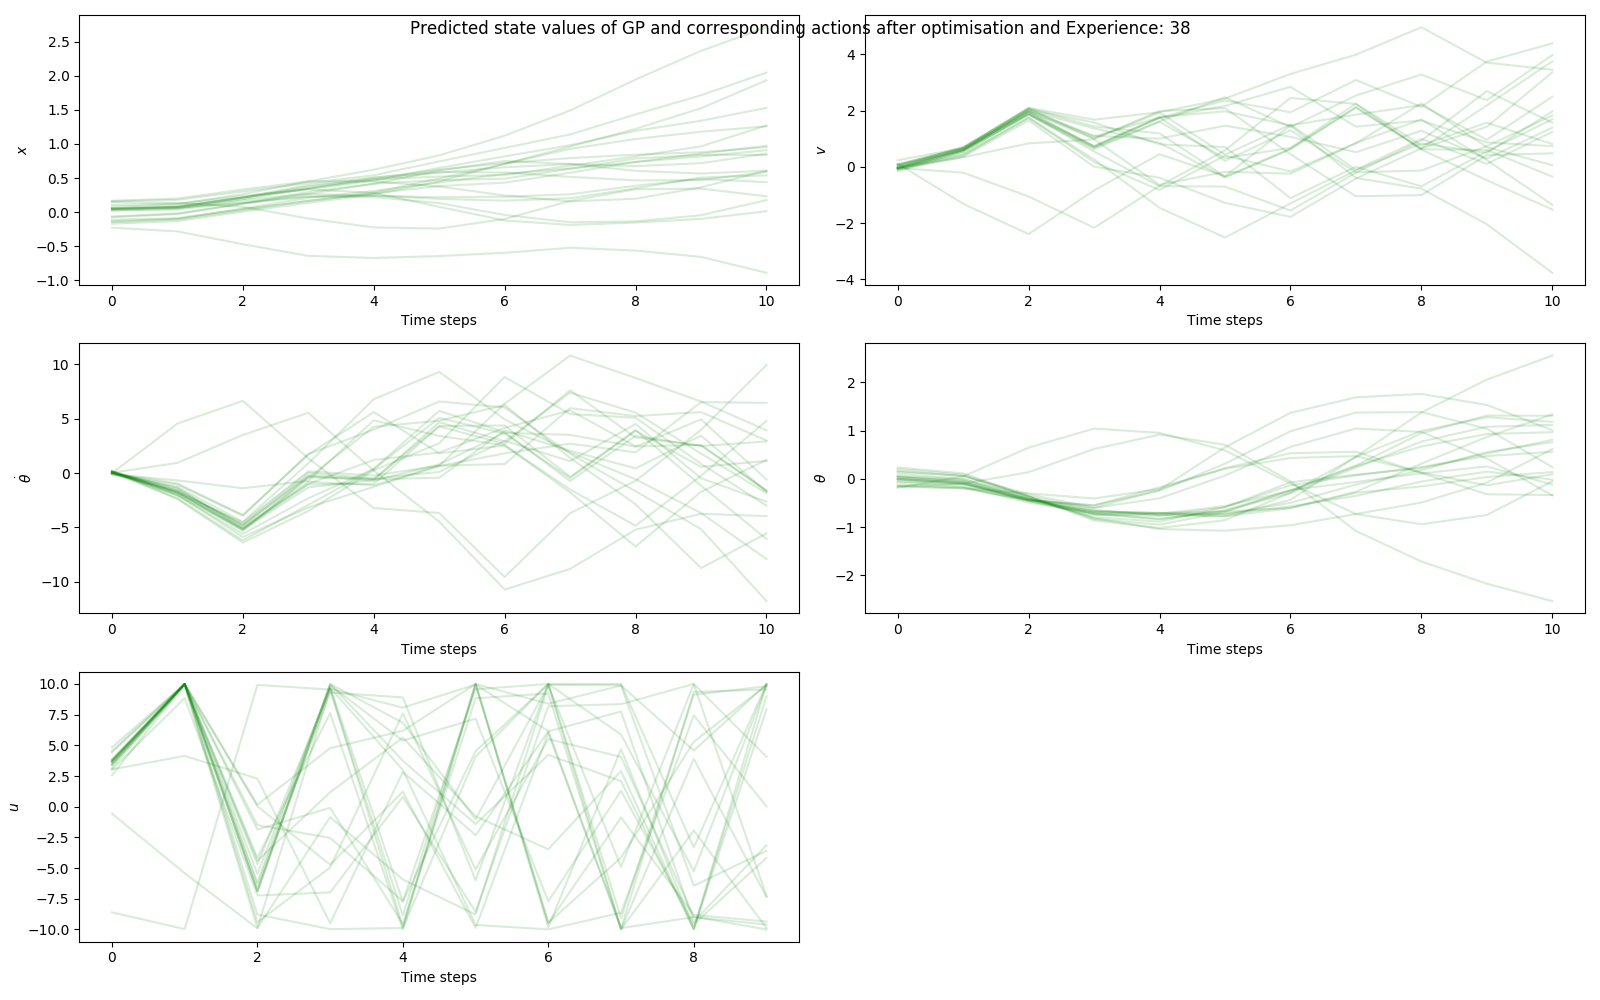 Predicted state values of GP and corresponding actions after optimisation and Experience: 38
2.5
2.0
1.5
1.0
0.5
0.0
−0.5
−1.0
x
0 2 4 6 8 10
Time steps
4
2
0
−2
−4
v
0 2 4 6 8 10
Time steps
10
5
0
−5
−10
θ̇
0 2 4 6 8 10
Time steps
2
1
0
−1
−2
θ
0 2 4 6 8 10
Time steps
10.0
7.5
5.0
2.5
0.0
−2.5
−5.0
−7.5
−10.0
u
0 2 4 6 8
Time steps